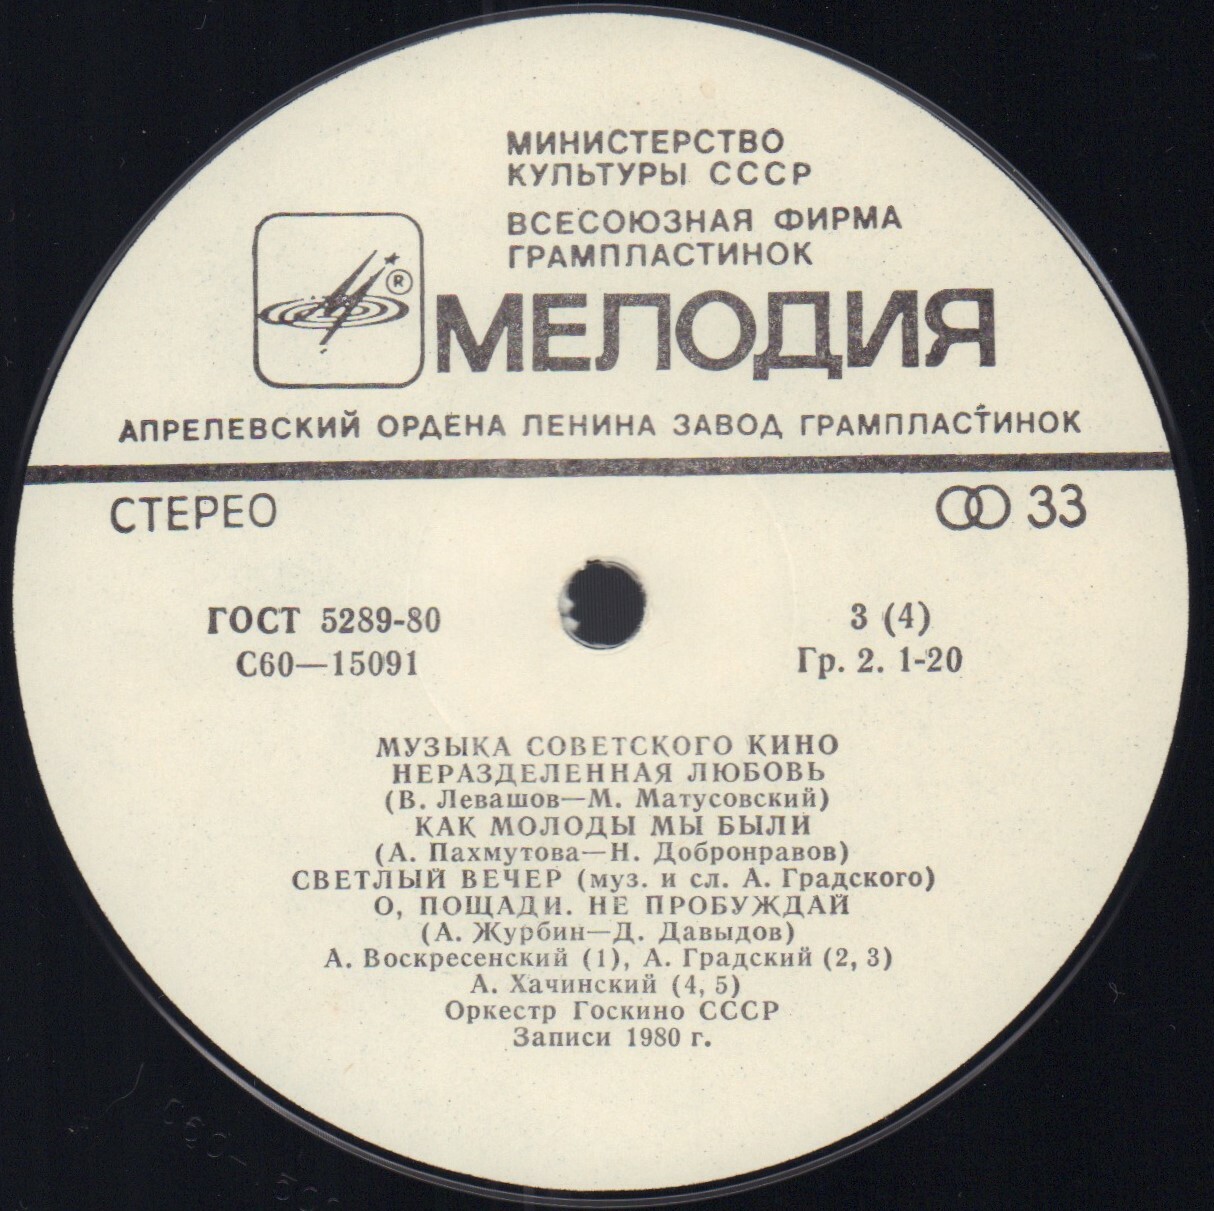 МИНИСТЕРСТВО
КУЛЬТУРЫ СССР
ВСЕСОЮЗНАЯ ФИРМА
ГРАМПЛАСТИНОК
®
МЕЛОДИЯ
АПРЕЛЕВСКИЙ ОРДЕНА ЛЕНИНА ЗАВОД ГРАМПЛАСТИНОК
СТЕРЕО 33
ГОСТ 5289-80 3 (4)
С60—15091 Гр. 2. 1-20
МУЗЫКА СОВЕТСКОГО КИНО
НЕРАЗДЕЛЕННАЯ ЛЮБОВЬ
(В. Левашов—М. Матусовский)
КАК МОЛОДЫ МЫ БЫЛИ
(А. Пахмутова—Н. Добронравов)
СВЕТЛЫЙ ВЕЧЕР (муз. и сл. А. Градского)
О, ПОЩАДИ. НЕ ПРОБУЖДАЙ
(А. Журбин—Д. Давыдов)
А. Воскресенский (1), А. Градский (2, 3)
А. Хачинский (4, 5)
Оркестр Госкино СССР
Записи 1980 г.